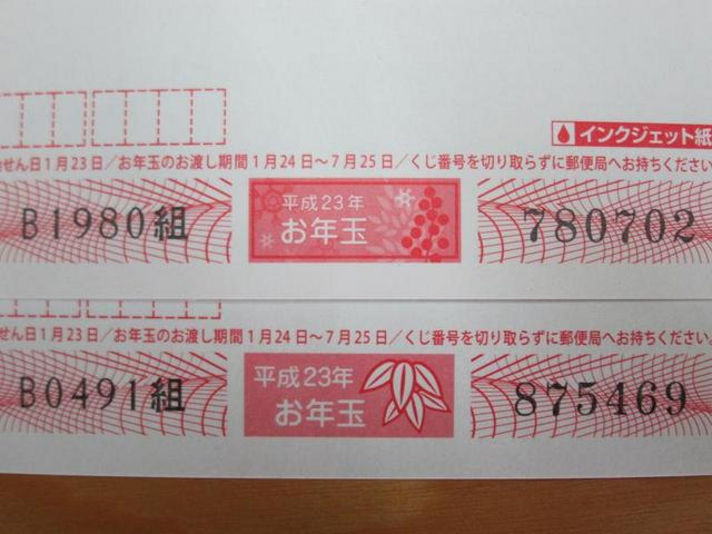 インクジェット紙
せん日1月23日/お年玉のお渡し期間1月24日~7月25日/くじ番号を切り取らずに郵便局へお持ちください。
B1980組
平成23年
お年玉
780702
せん日1月23日/お年玉のお渡し期間1月24日~7月25日/くじ番号を切り取らずに郵便局へお持ちください。
B0491組
平成23年
お年玉
875469